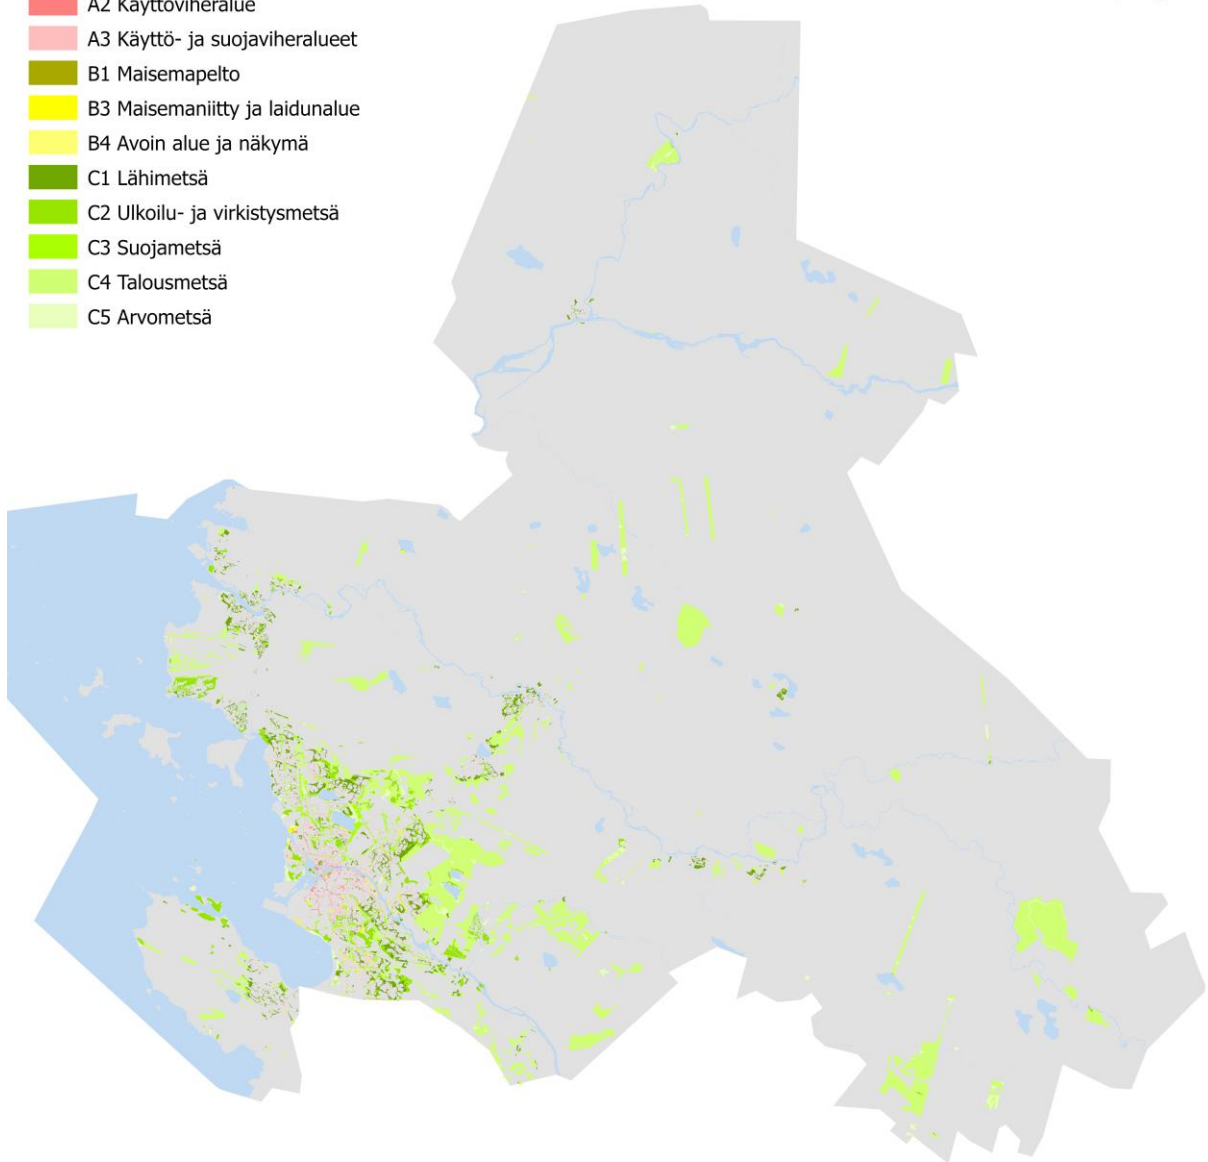 A2 Käyttöviheralue
A3 Käyttö- ja suojaviheralueet
B1 Maisemapelto
B3 Maisemaniitty ja laidunalue
B4 Avoin alue ja näkymä
C1 Lähimetsä
C2 Ulkoilu- ja virkistysmetsä
C3 Suojametsä
C4 Talousmetsä
C5 Arvometsä